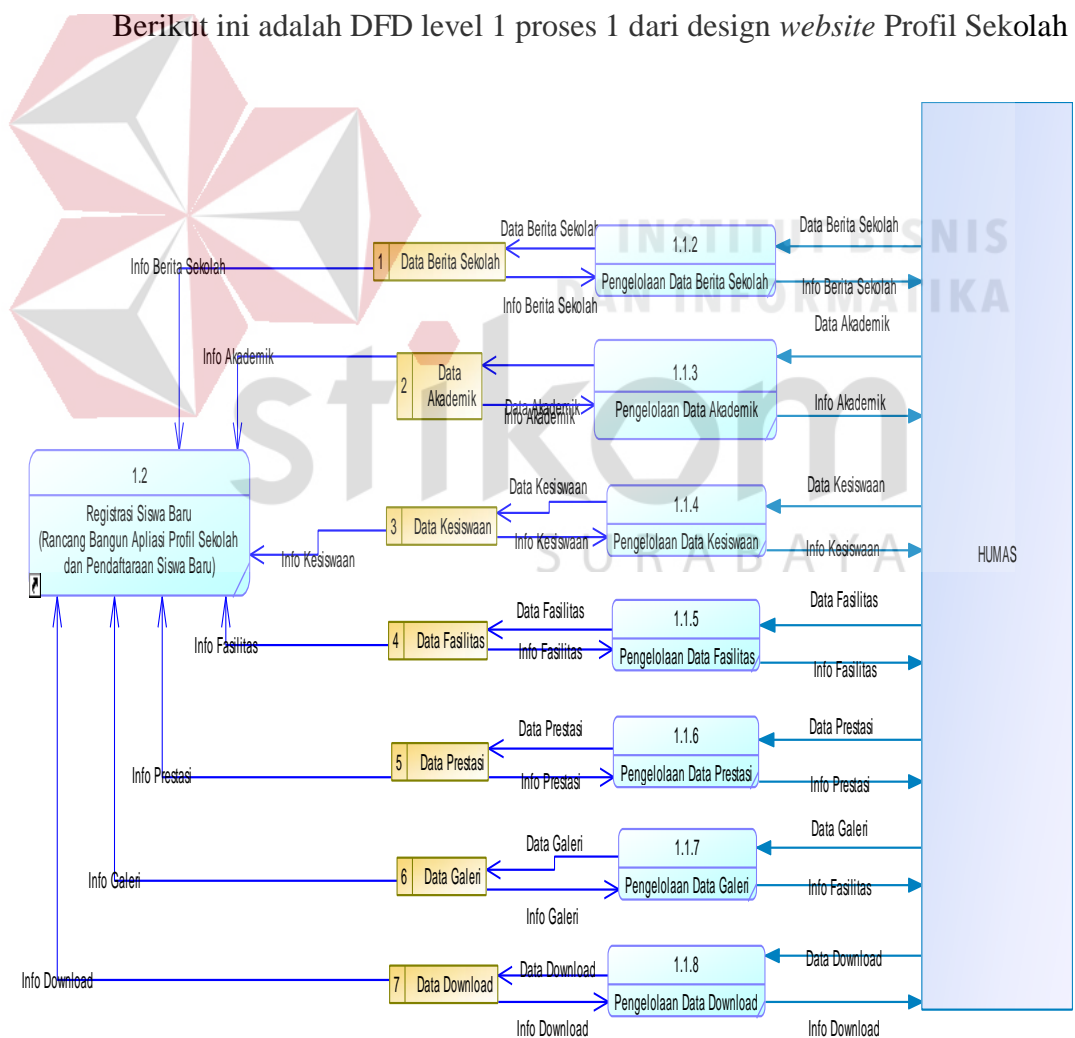 Berikut ini adalah DFD level 1 proses 1 dari design website Profil Sekolah
INSTITUT BISNIS
DAN INFORMATIKA
stikom
SURABAYA
HUMAS
1.2
Registrasi Siswa Baru
(Rancang Bangun Apliasi Profil Sekolah
dan Pendaftaraan Siswa Baru)
Info Berita Sekolah
1 Data Berita Sekolah
Data Berita Sekolah
Info Berita Sekolah
1.1.2
Pengelolaan Data Berita Sekolah
Data Berita Sekolah
Info Berita Sekolah
Info Akademik
2 Data
Akademik
Data Akademik
Info Akademik
1.1.3
Pengelolaan Data Akademik
Data Akademik
Info Akademik
Info Kesiswaan
3 Data Kesiswaan
Data Kesiswaan
Info Kesiswaan
1.1.4
Pengelolaan Data Kesiswaan
Data Kesiswaan
Info Kesiswaan
Info Fasilitas
4 Data Fasilitas
Data Fasilitas
Info Fasilitas
1.1.5
Pengelolaan Data Fasilitas
Data Fasilitas
Info Fasilitas
Info Prestasi
5 Data Prestasi
Data Prestasi
Info Prestasi
1.1.6
Pengelolaan Data Prestasi
Data Prestasi
Info Prestasi
Info Galeri
6 Data Galeri
Data Galeri
Info Galeri
1.1.7
Pengelolaan Data Galeri
Data Galeri
Info Fasilitas
Info Download
7 Data Download
Data Download
Info Download
1.1.8
Pengelolaan Data Download
Data Download
Info Download